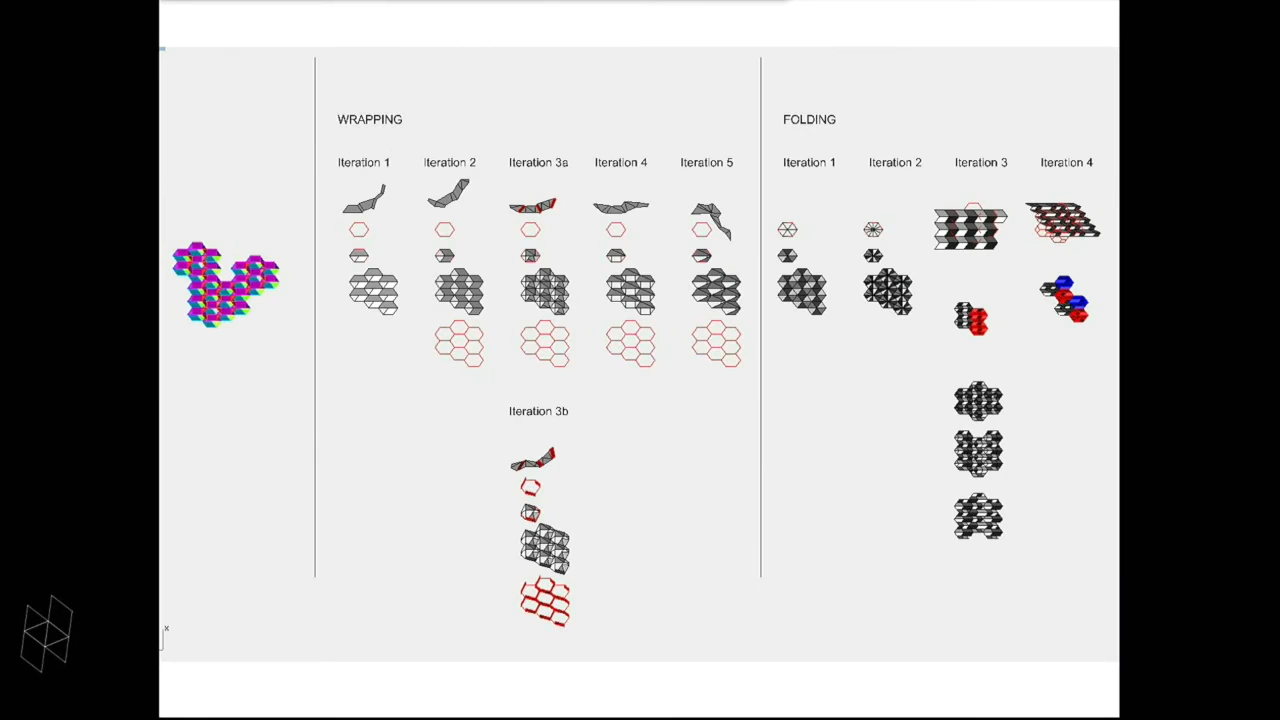 WRAPPING
FOLDING
Iteration 1
Iteration 2
Iteration 3a
Iteration 4
Iteration 5
Iteration 1
Iteration 2
Iteration 3
Iteration 4
Iteration 3b
x